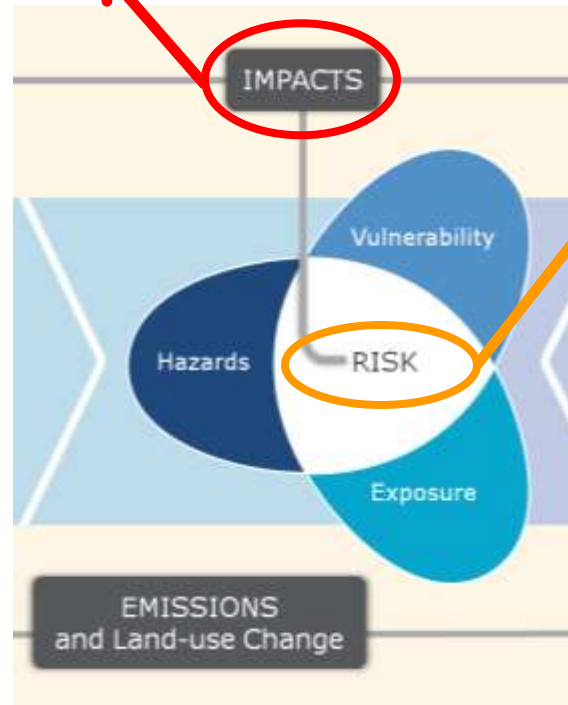 IMPACTS
Vulnerability
Hazards
RISK
Exposure
EMISSIONS
and Land-use Change